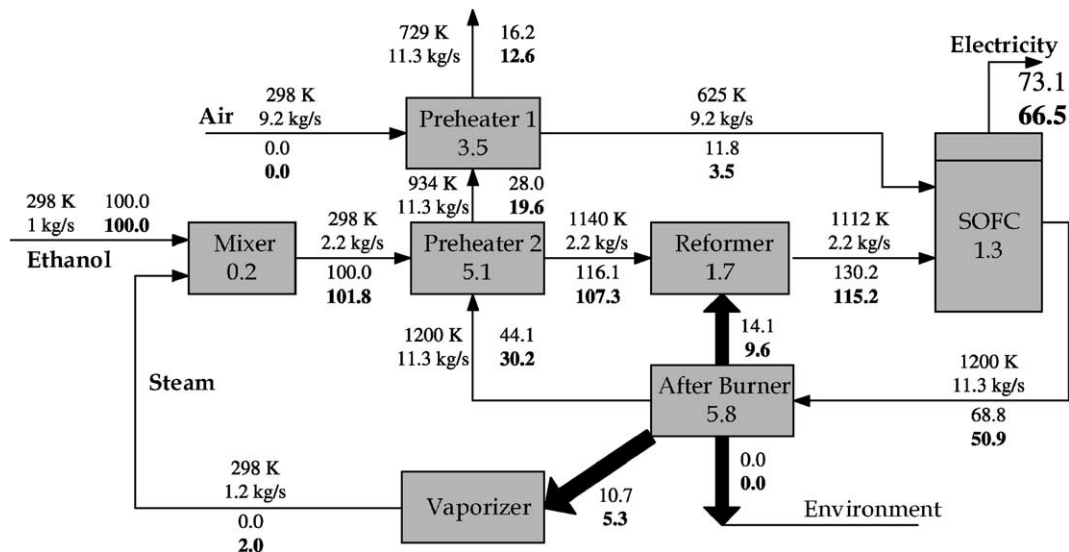 729 K
11.3 kg/s
16.2
12.6
Electricity
73.1
66.5
Air
298 K
9.2 kg/s
0.0
0.0
Preheater 1
3.5
625 K
9.2 kg/s
11.8
3.5
298 K
1 kg/s
100.0
100.0
Ethanol
934 K
11.3 kg/s
28.0
19.6
Mixer
0.2
298 K
2.2 kg/s
100.0
101.8
Preheater 2
5.1
1140 K
2.2 kg/s
116.1
107.3
Reformer
1.7
1112 K
2.2 kg/s
130.2
115.2
SOFC
1.3
1200 K
11.3 kg/s
44.1
30.2
14.1
9.6
Steam
After Burner
5.8
1200 K
11.3 kg/s
68.8
50.9
298 K
1.2 kg/s
0.0
2.0
Vaporizer
10.7
5.3
0.0
0.0
Environment